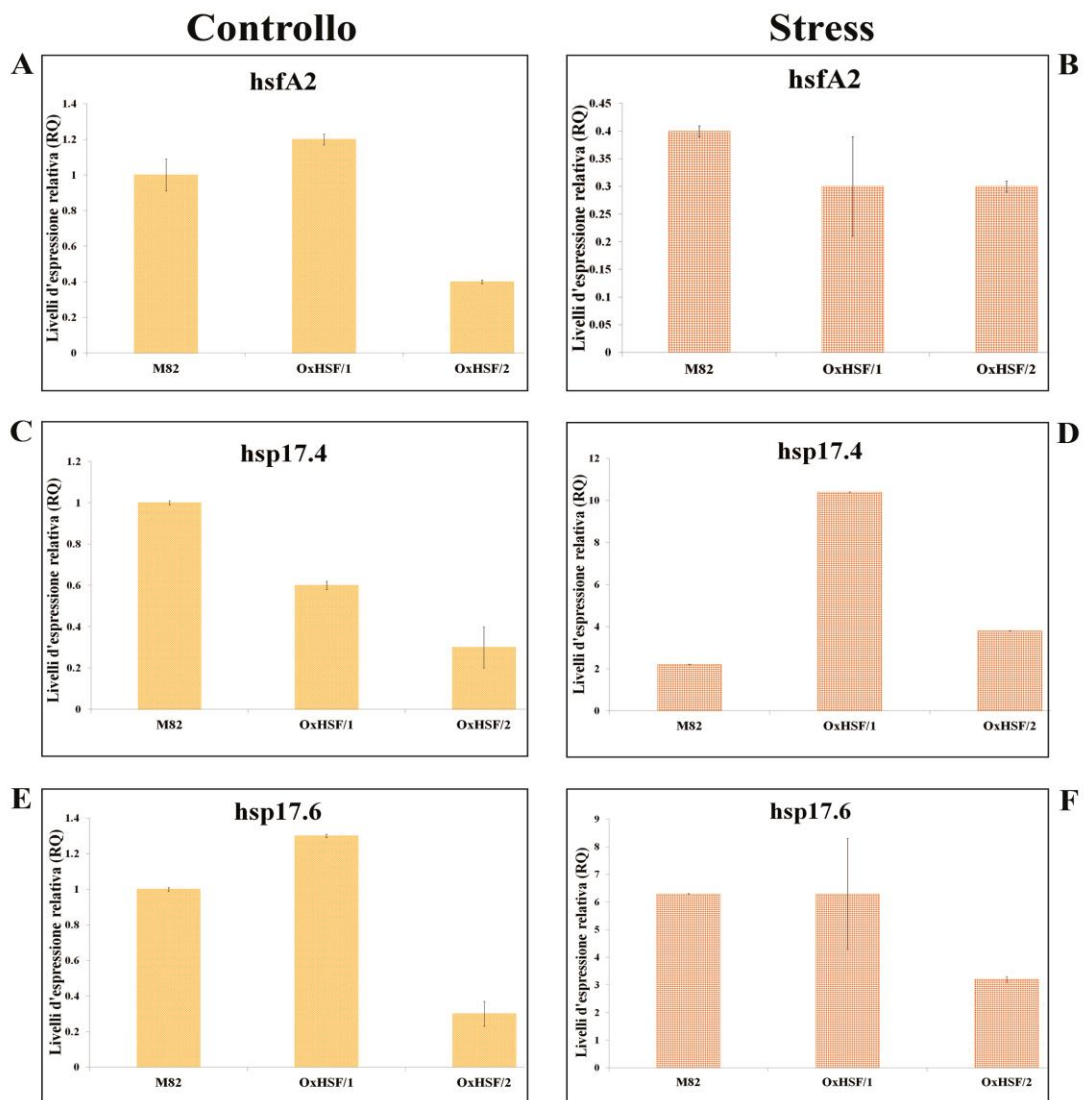 Controllo
Stress
A
hsfA2
Livelli d'espressione relativa (RQ)
1.4
1.2
1
0.8
0.6
0.4
0.2
0
M82
OxHSF/1
OxHSF/2
B
hsfA2
Livelli d'espressione relativa (RQ)
0.45
0.4
0.35
0.3
0.25
0.2
0.15
0.1
0.05
0
M82
OxHSF/1
OxHSF/2
C
hsp17.4
Livelli d'espressione relativa (RQ)
1.2
1
0.8
0.6
0.4
0.2
0
M82
OxHSF/1
OxHSF/2
D
hsp17.4
Livelli d'espressione relativa (RQ)
12
10
8
6
4
2
0
M82
OxHSF/1
OxHSF/2
E
hsp17.6
Livelli d'espressione relativa (RQ)
1.4
1.2
1
0.8
0.6
0.4
0.2
0
M82
OxHSF/1
OxHSF/2
F
hsp17.6
Livelli d'espressione relativa (RQ)
9
8
7
6
5
4
3
2
1
0
M82
OxHSF/1
OxHSF/2